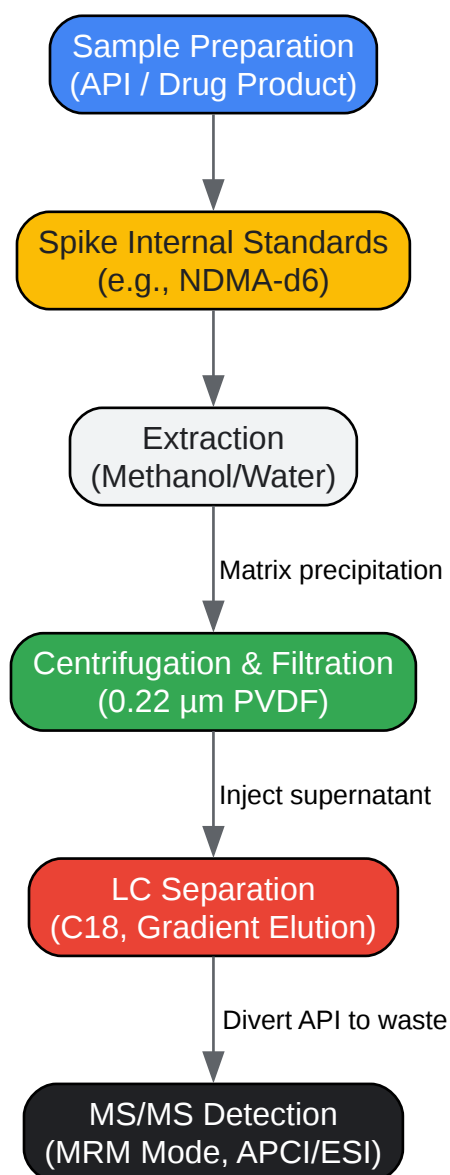 Sample Preparation
(API / Drug Product)
Spike Internal Standards
(e.g., NDMA-d6)
Extraction
(Methanol/Water)
Matrix precipitation
Centrifugation & Filtration
(0.22 µm PVDF)
Inject supernatant
LC Separation
(C18, Gradient Elution)
Divert API to waste
MS/MS Detection
(MRM Mode, APCI/ESI)